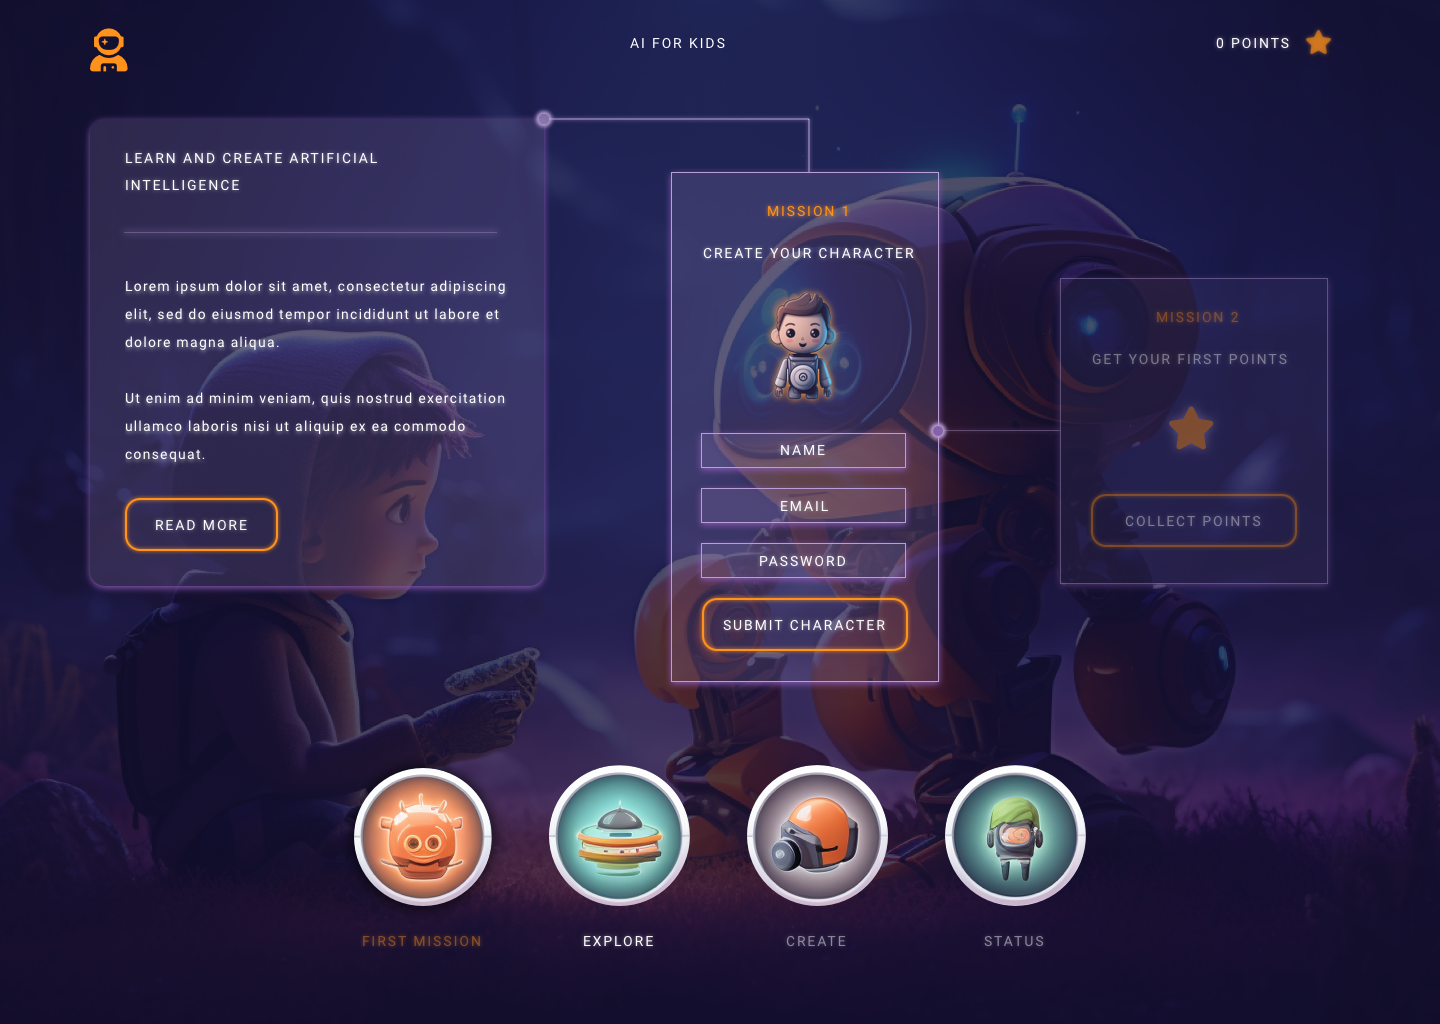 AI FOR KIDS
0 POINTS
LEARN AND CREATE ARTIFICIAL
INTELLIGENCE
Lorem ipsum dolor sit amet, consectetur adipiscing
elit, sed do eiusmod tempor incididunt ut labore et
dolore magna aliqua.
Ut enim ad minim veniam, quis nostrud exercitation
ullamco laboris nisi ut aliquip ex ea commodo
consequat.
READ MORE
MISSION 1
CREATE YOUR CHARACTER
NAME
EMAIL
PASSWORD
SUBMIT CHARACTER
MISSION 2
GET YOUR FIRST POINTS
COLLECT POINTS
FIRST MISSION
EXPLORE
CREATE
STATUS